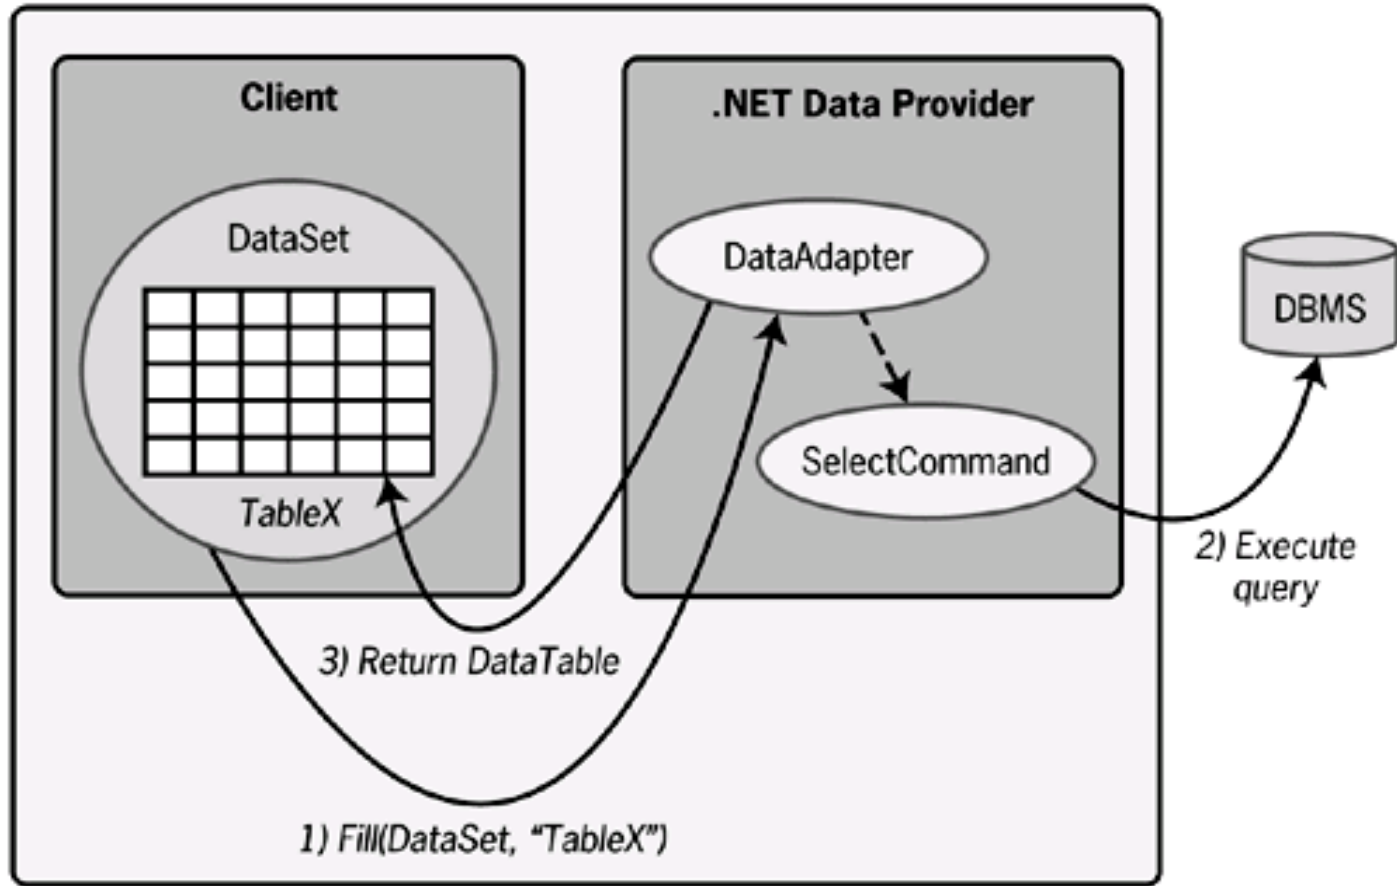 Client
.NET Data Provider
DataSet
DataAdapter
DBMS
SelectCommand
TableX
2) Execute
query
3) Return DataTable
1) Fill(DataSet, “TableX”)